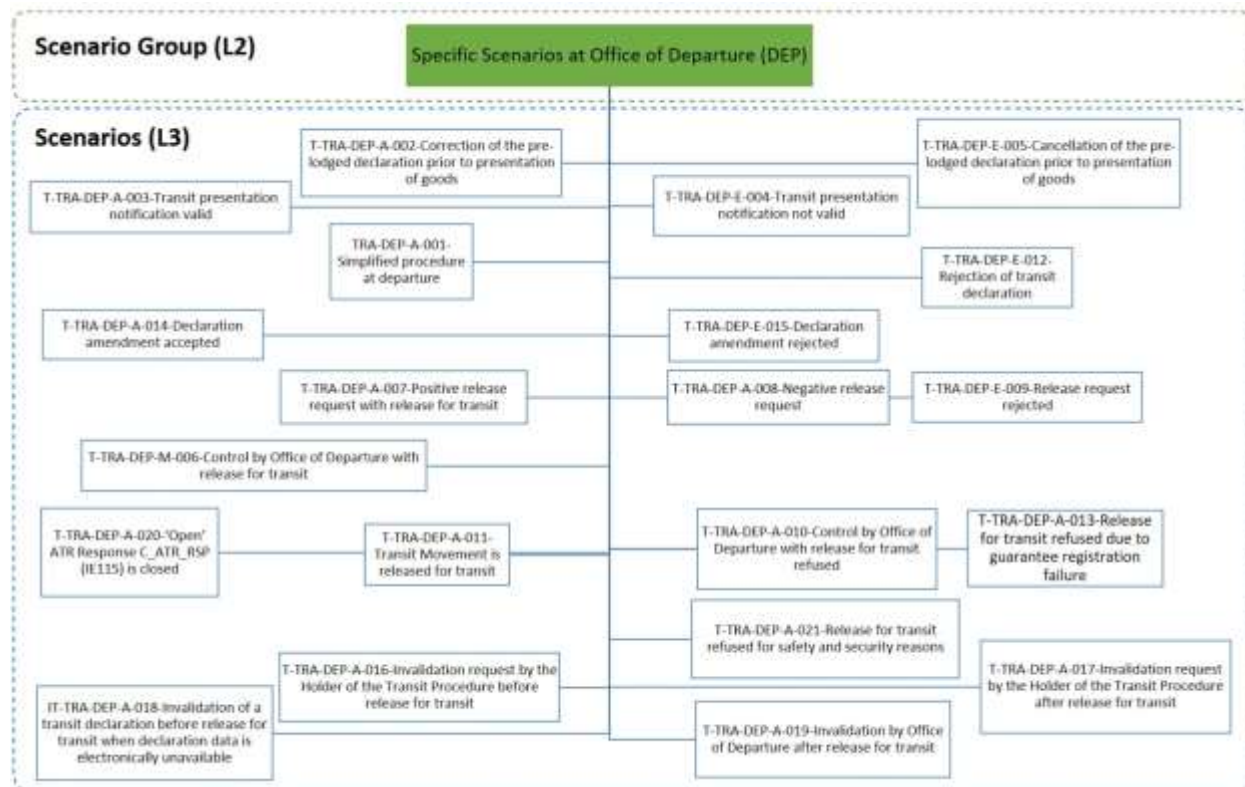 Scenario Group (L2)
Specific Scenarios at Office of Departure (DEP)
Scenarios (L3)
T-TRA-DEP-A-002-Correction of the pre-
lodged declaration prior to presentation
of goods
T-TRA-DEP-E-005-Cancellation of the pre-
lodged declaration prior to presentation of
goods
T-TRA-DEP-A-003-Transit presentation
notification valid
T-TRA-DEP-E-004-Transit presentation
notification not valid
TRA-DEP-A-001-
Simplified procedure
at departure
T-TRA-DEP-E-012-
Rejection of transit
declaration
T-TRA-DEP-A-014-Declaration
amendment accepted
T-TRA-DEP-E-015-Declaration
amendment rejected
T-TRA-DEP-A-007-Positive release
request with release for transit
T-TRA-DEP-A-008-Negative release
request
T-TRA-DEP-E-009-Release request
rejected
T-TRA-DEP-M-006-Control by Office of Departure with
release for transit
T-TRA-DEP-A-020-'Open'
ATR Response C_ATR_RSP
(IE115) is closed
T-TRA-DEP-A-011-
Transit Movement is
released for transit
T-TRA-DEP-A-010-Control by Office of
Departure with release for transit
refused
T-TRA-DEP-A-013-Release
for transit refused due to
guarantee registration
failure
T-TRA-DEP-A-021-Release for transit
refused for safety and security reasons
T-TRA-DEP-A-016-Invalidation request by the
Holder of the Transit Procedure before
release for transit
T-TRA-DEP-A-017-Invalidation request
by the Holder of the Transit Procedure
after release for transit
IT-TRA-DEP-A-018-Invalidation of a
transit declaration before release for
transit when declaration data is
electronically unavailable
T-TRA-DEP-A-019-Invalidation by Office
of Departure after release for transit